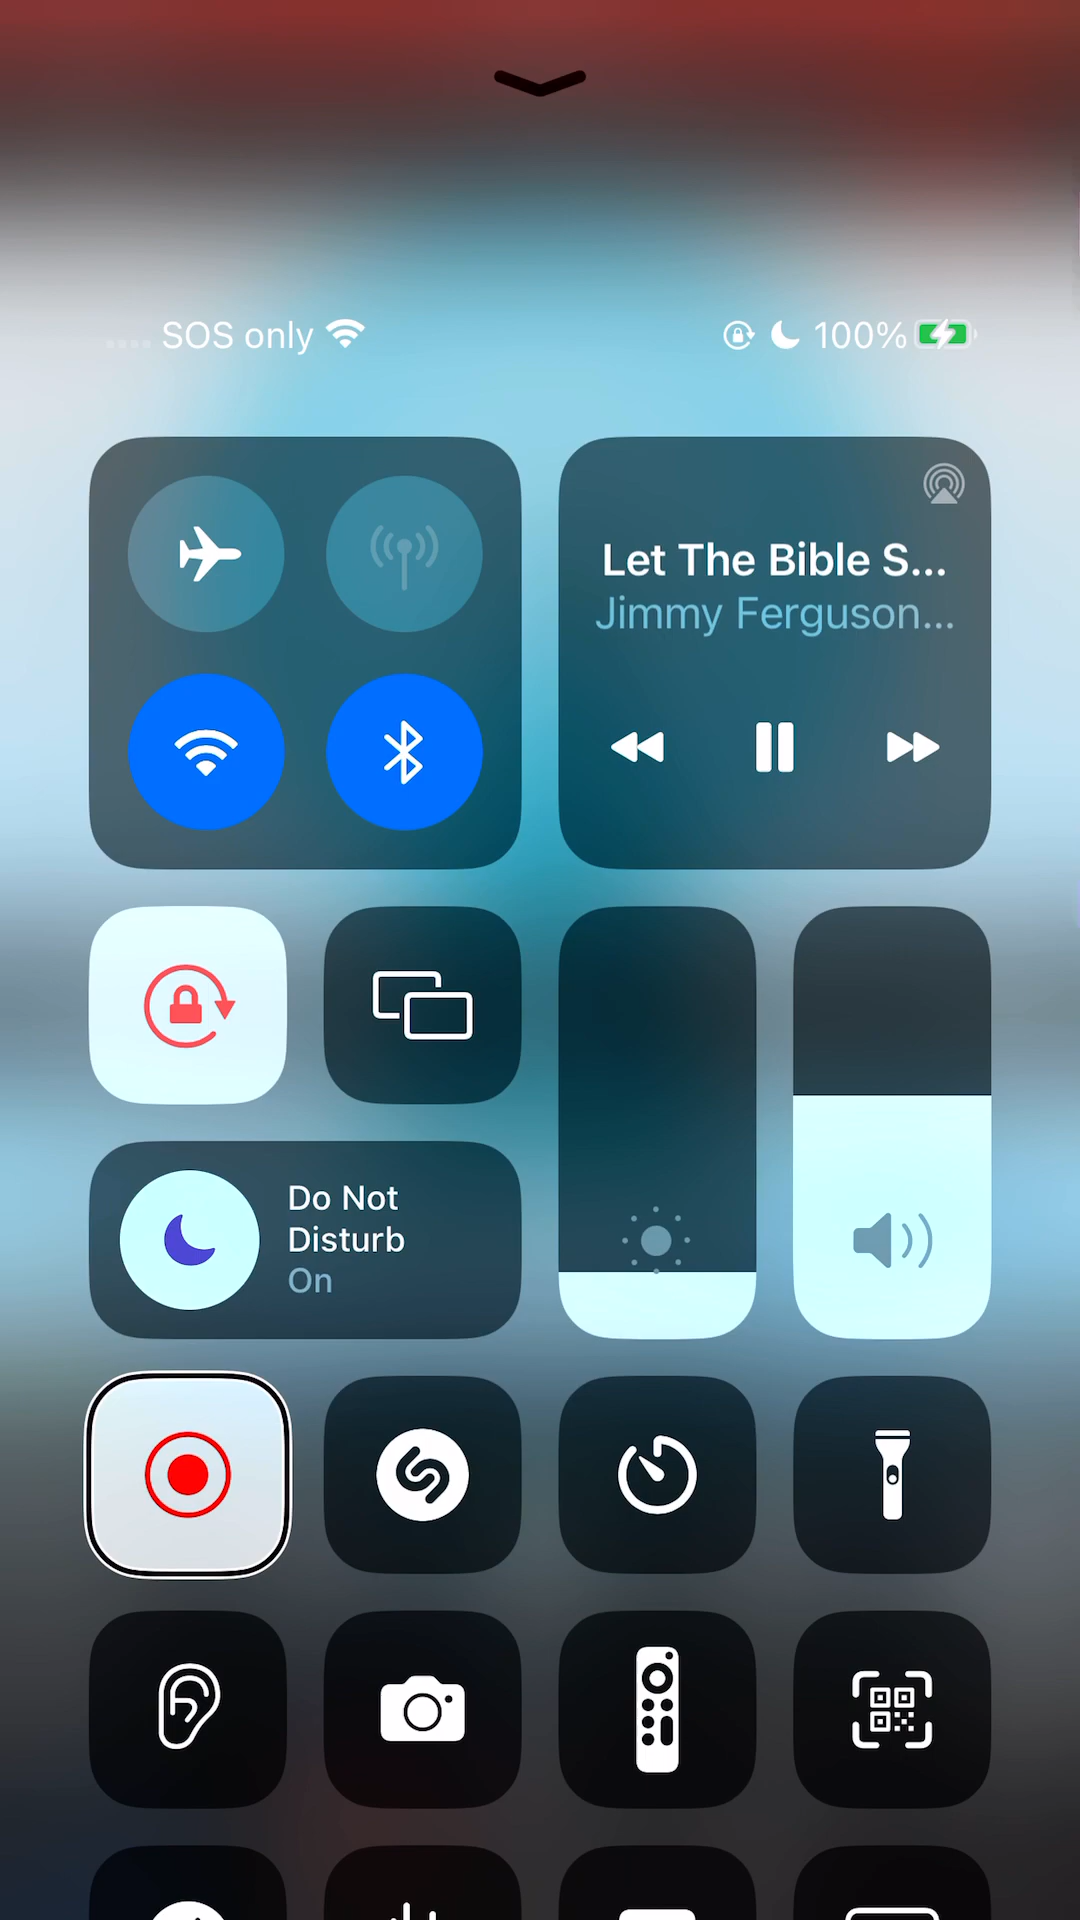 SOS only
100%
Let The Bible S...
Jimmy Ferguson...
Do Not
Disturb
On